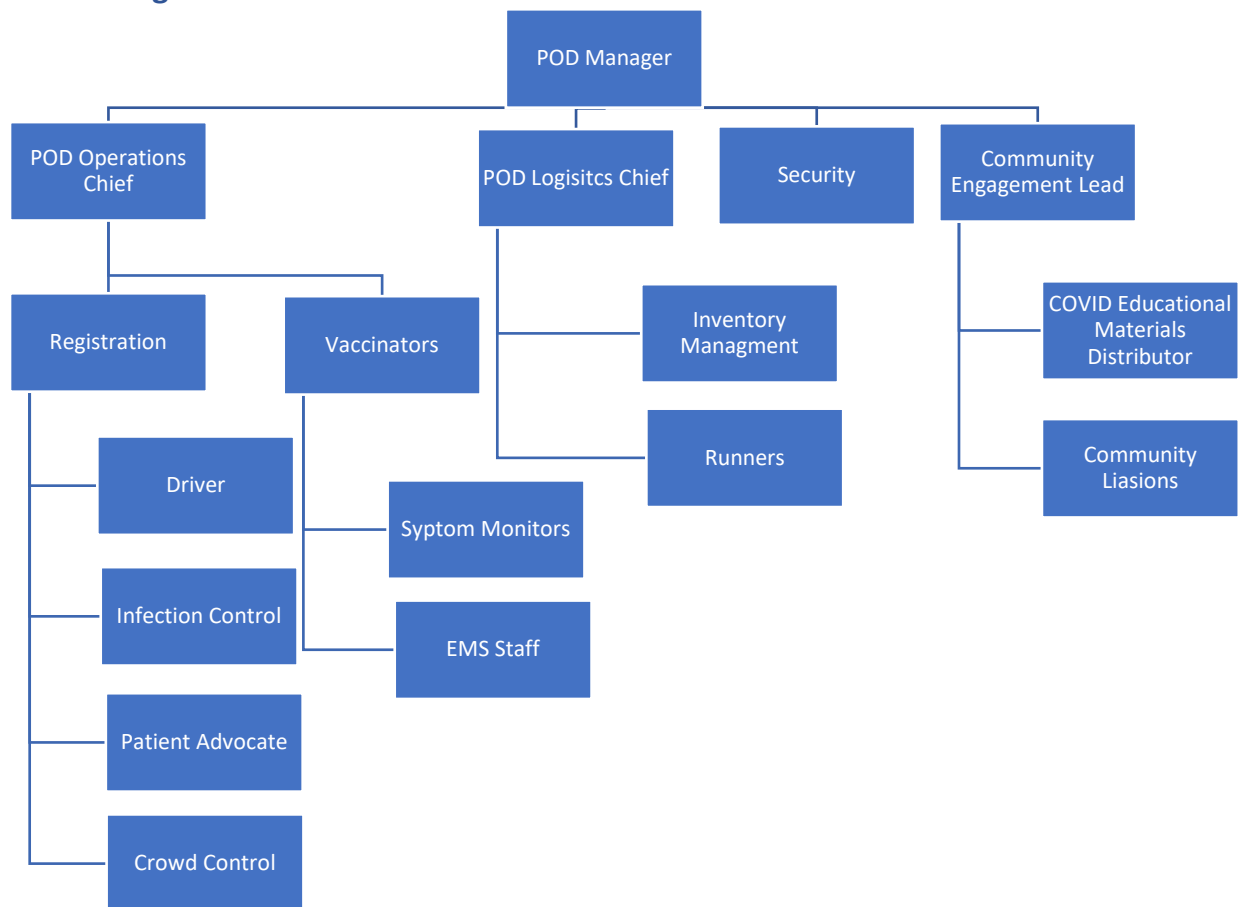 POD Manager
POD Operations
Chief
POD Logisitcs Chief
Security
Community
Engagement Lead
Registration
Vaccinators
Inventory
Managment
COVID Educational
Materials
Distributor
Driver
Runners
Community
Liasions
Syptom Monitors
Infection Control
EMS Staff
Patient Advocate
Crowd Control